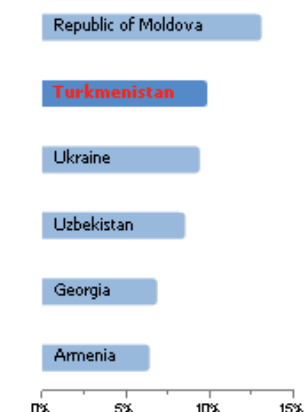 Republic of Moldova
Turkmenistan
Ukraine
Uzbekistan
Georgia
Armenia
0% 5% 10% 15%